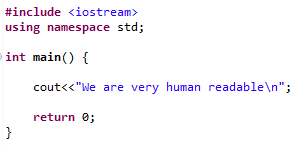 #include <iostream>
using namespace std;
int main() {
cout<<"We are very human readable\n";
return 0;
}